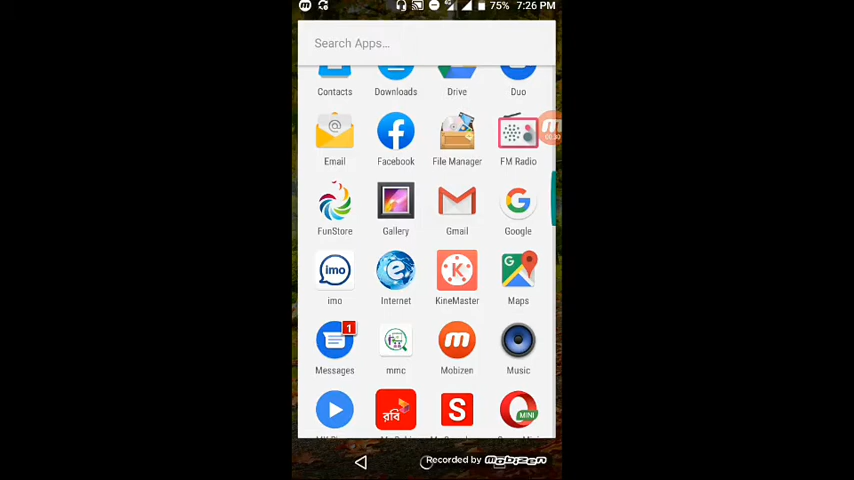 75% 7:26 PM
Search Apps...
Contacts Downloads Drive Duo
Email Facebook File Manager FM Radio
FunStore Gallery Gmail Google
imo
imo Internet KineMaster Maps
1
Messages mmc Mobizen Music
রবি S MINI
Recorded by mobizen